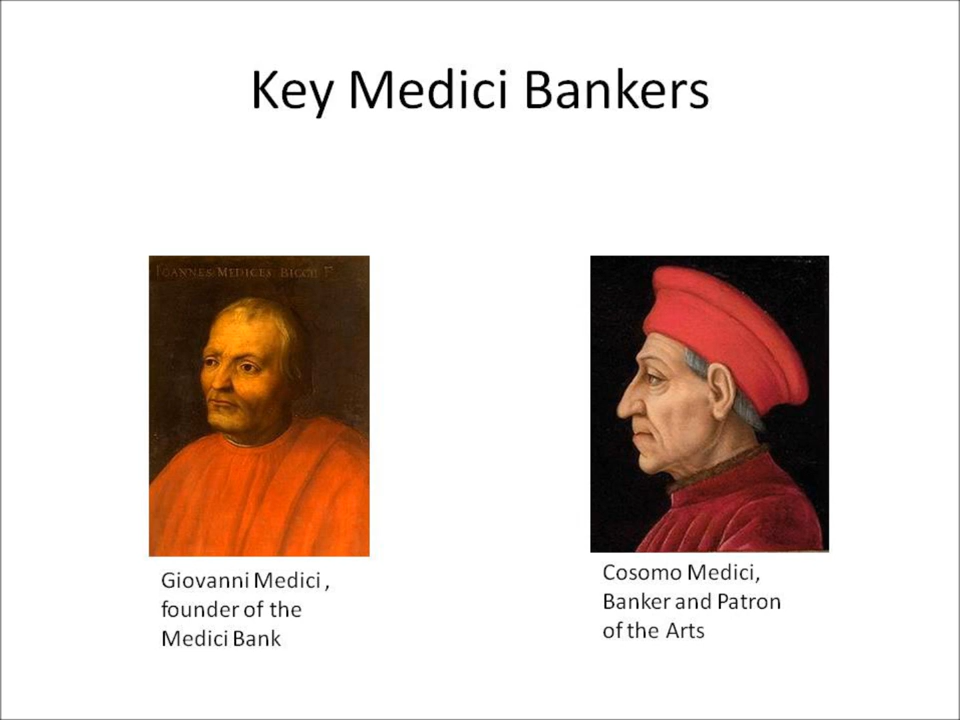 Key Medici Bankers
IOANNES MEDICES BICCII F
Giovanni Medici ,
founder of the
Medici Bank
Cosomo Medici,
Banker and Patron
of the Arts